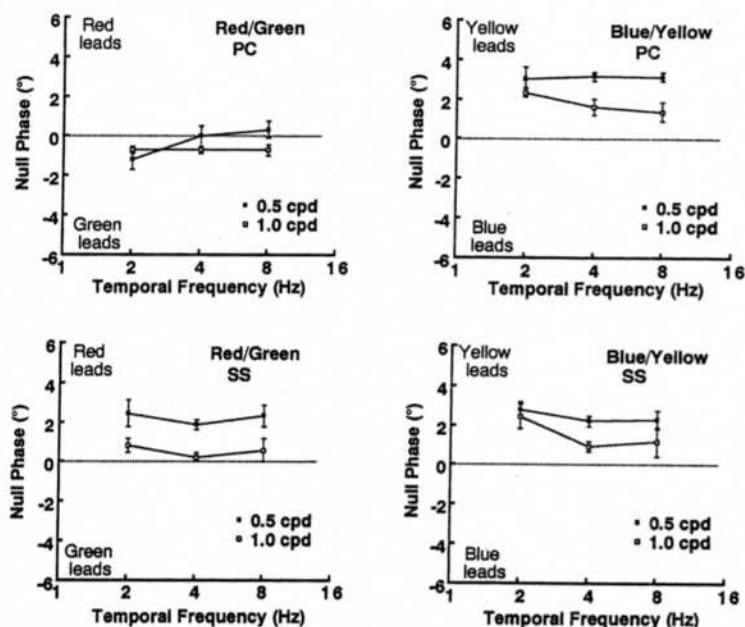 Red leads
Red/Green
PC
Null Phase (°)
6
4
2
0
-2
-4
-6
Green leads
0.5 cpd
1.0 cpd
1 2 4 8 16
Temporal Frequency (Hz)
Yellow leads
Blue/Yellow
PC
Null Phase (°)
6
4
2
0
-2
-4
-6
Blue leads
0.5 cpd
1.0 cpd
1 2 4 8 16
Temporal Frequency (Hz)
Red leads
Red/Green
SS
Null Phase (°)
6
4
2
0
-2
-4
-6
Green leads
0.5 cpd
1.0 cpd
1 2 4 8 16
Temporal Frequency (Hz)
Yellow leads
Blue/Yellow
SS
Null Phase (°)
6
4
2
0
-2
-4
-6
Blue leads
0.5 cpd
1.0 cpd
1 2 4 8 16
Temporal Frequency (Hz)